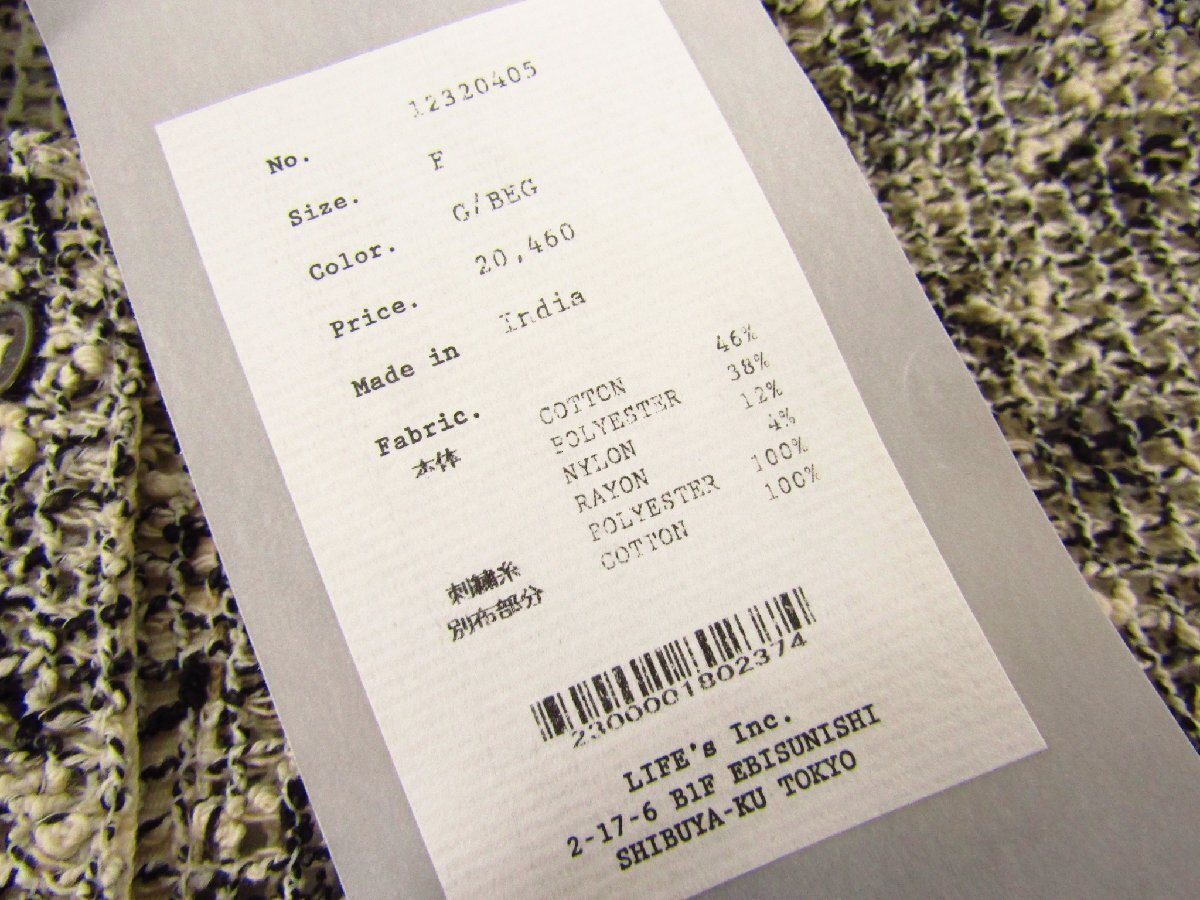 No. 12320405
Size. F
Color. G/BEG
Price. 20,460
Made in India
Fabric.
本体 COTTON 46%
POLYESTER 38%
NYLON 12%
RAYON 4%
刺繍糸 POLYESTER 100%
別布部分 COTTON 100%
2300001802374
LIFE's Inc.
2-17-6 B1F EBISUNISHI
SHIBUYA-KU TOKYO